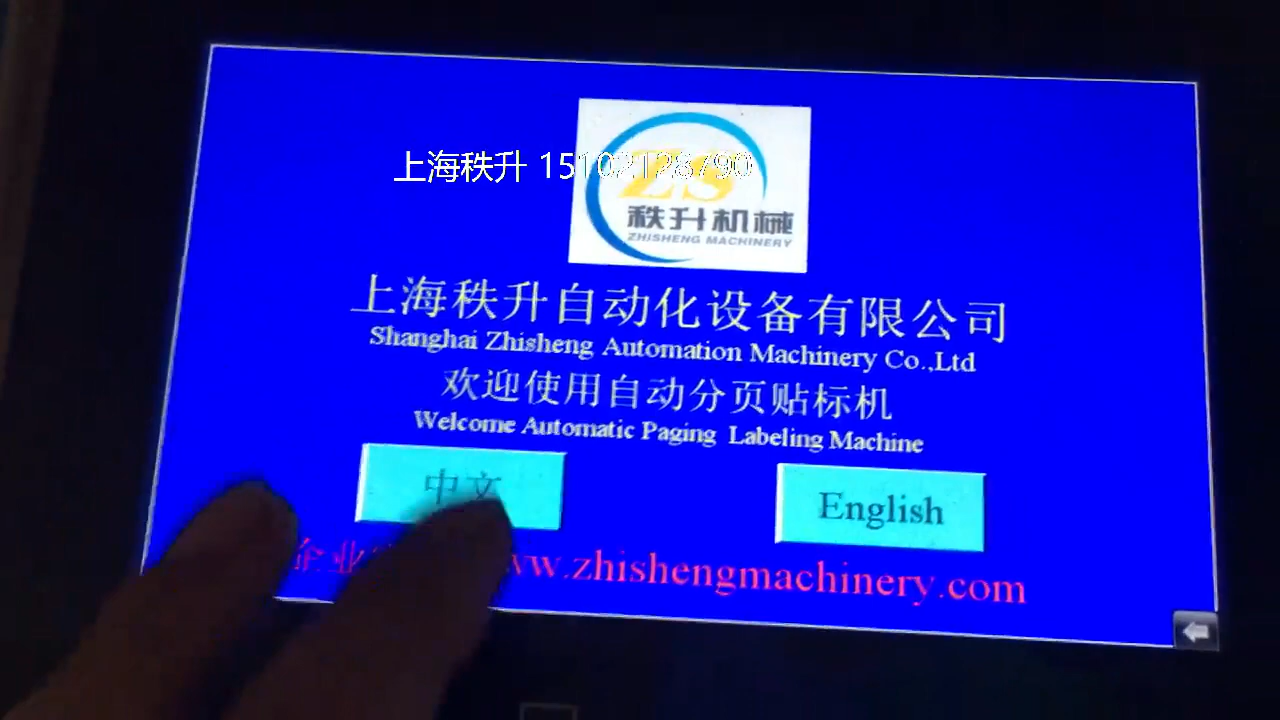 上海秩升 15102128790
ZS
秩升机械
ZHISHENG MACHINERY
上海秩升自动化设备有限公司
Shanghai Zhisheng Automation Machinery Co.,Ltd
欢迎使用自动分页贴标机
Welcome Automatic Paging Labeling Machine
中文
English
企业 www.zhishengmachinery.com